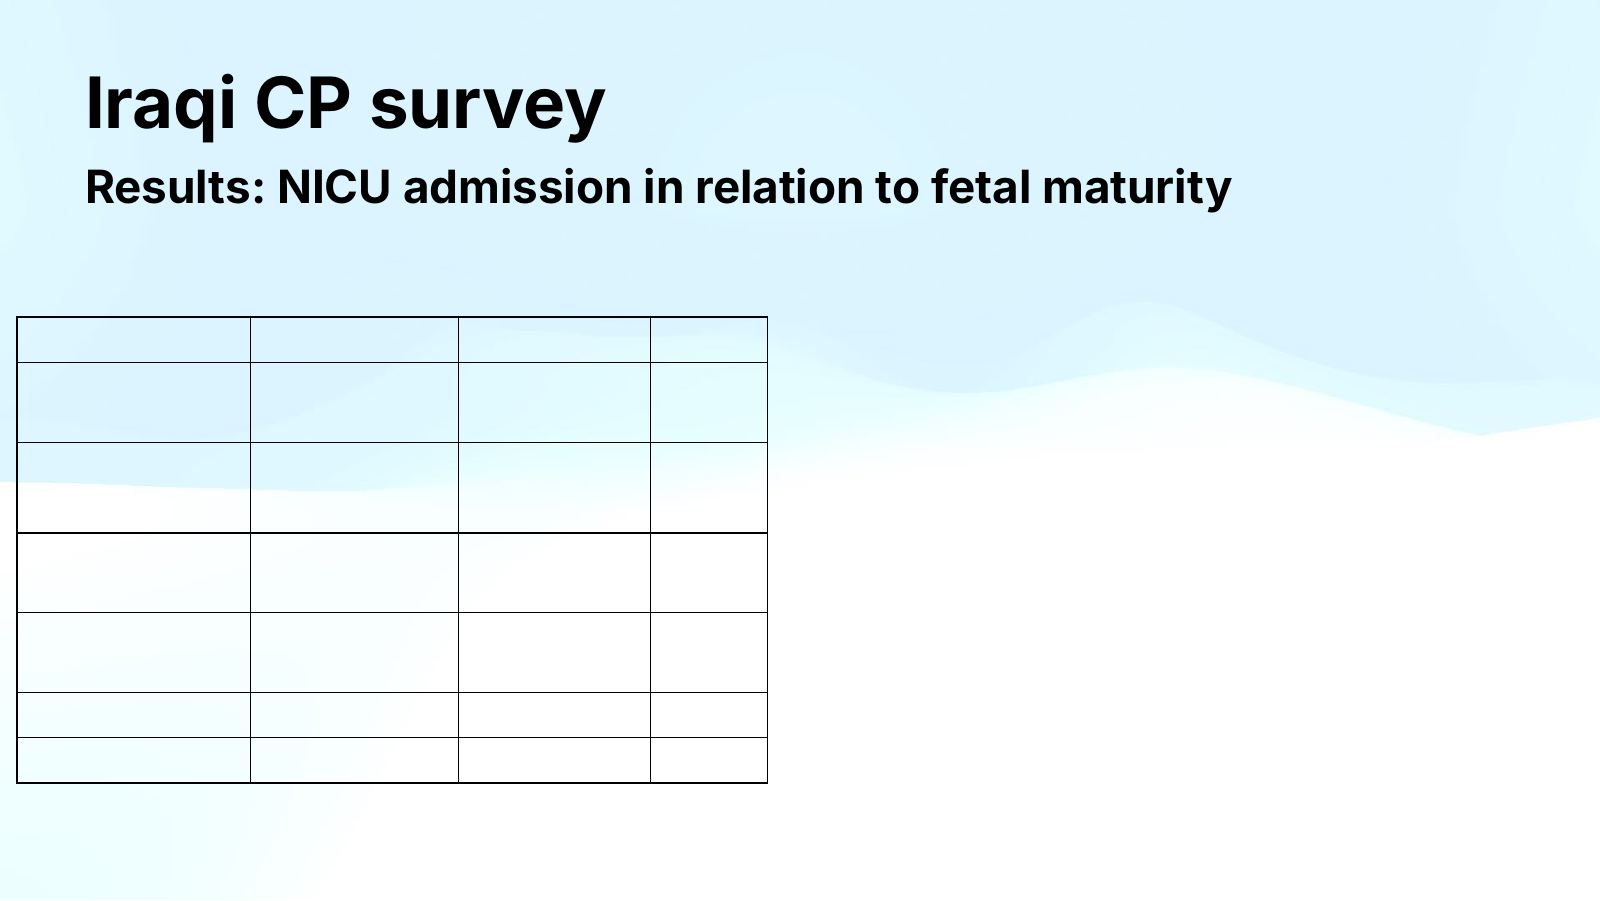 Iraqi CP survey
Results: NICU admission in relation to fetal maturity